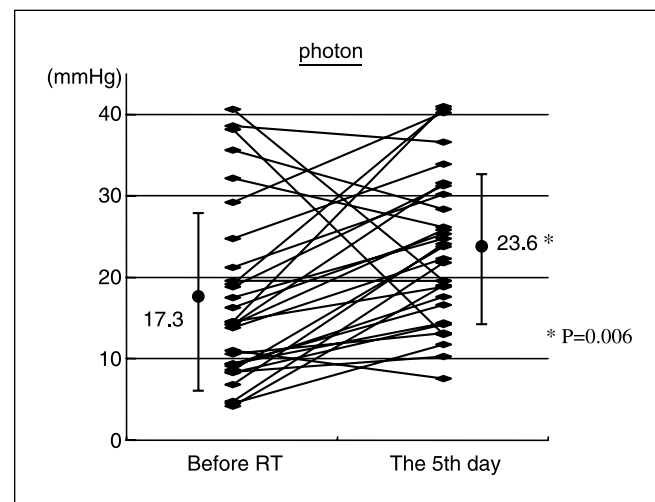 photon
(mmHg)
40
30
20
10
0
17.3
23.6 *
* P=0.006
Before RT
The 5th day